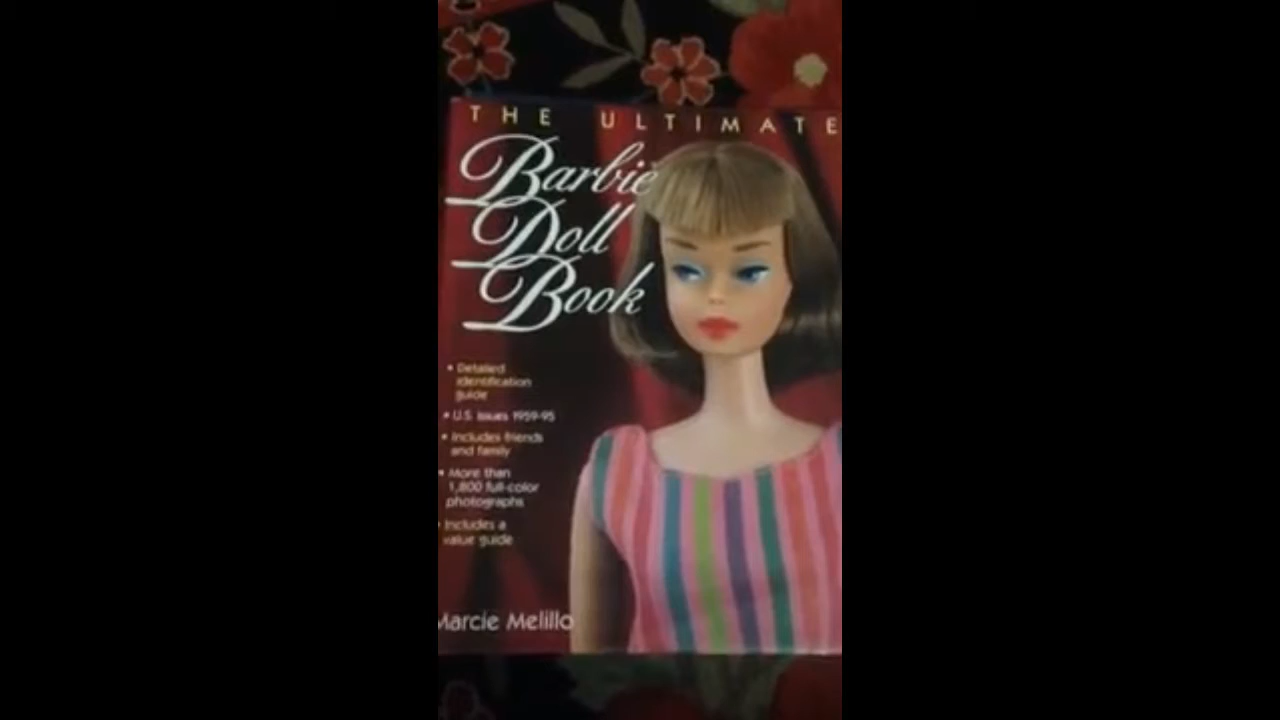 THE ULTIMATE
Barbie
Doll
Book
• Detailed
identification
guide
• U.S. issues 1959-95
• Includes friends
and family
• More than
1,800 full-color
photographs
• Includes a
value guide
Marcie Melillo